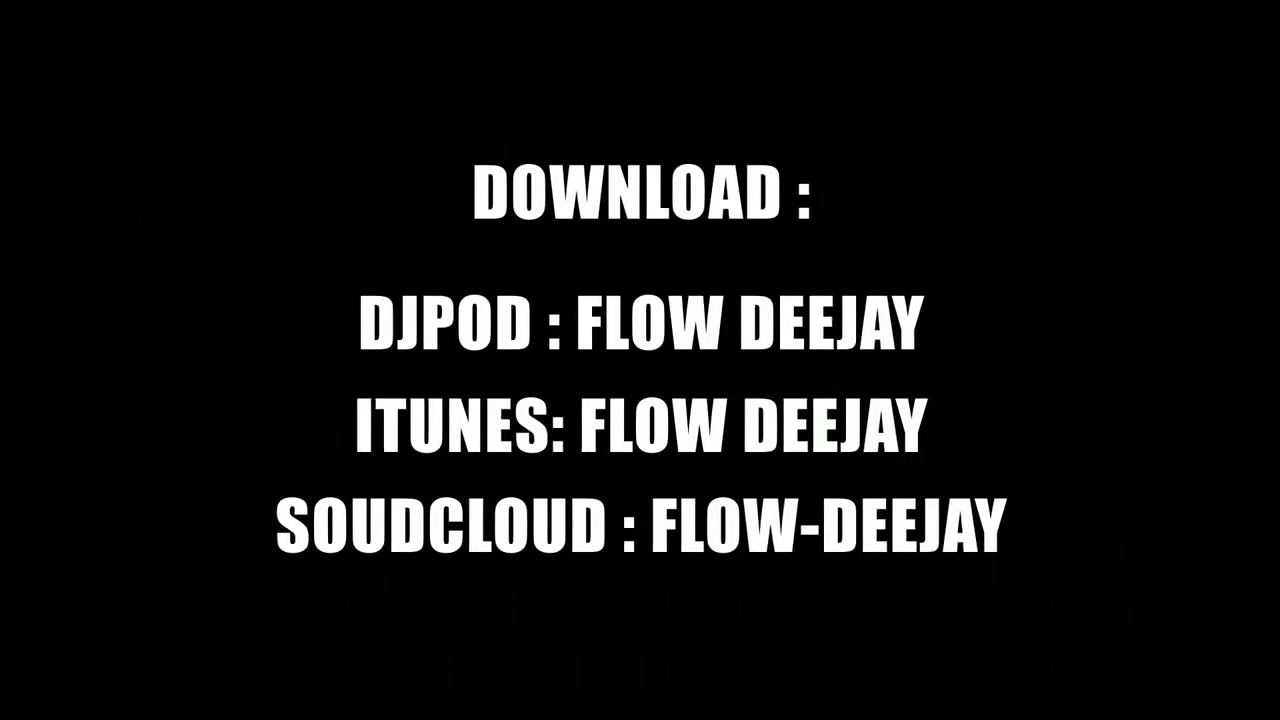 DOWNLOAD :
DJPOD : FLOW DEEJAY
ITUNES: FLOW DEEJAY
SOUDCLOUD : FLOW-DEEJAY